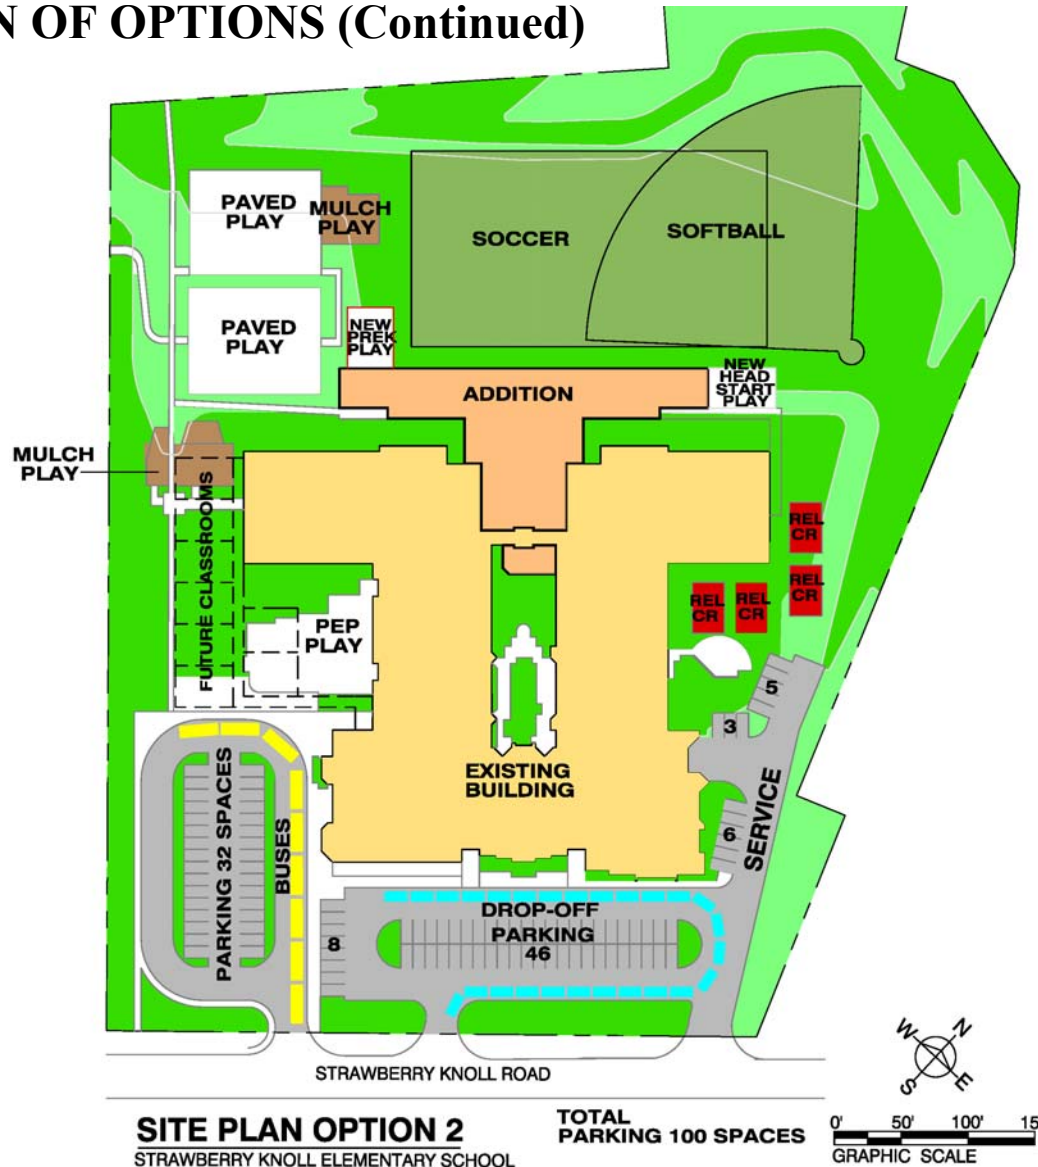 N OF OPTIONS (Continued)
PAVED
PLAY
MULCH
PLAY
SOCCER
SOFTBALL
PAVED
PLAY
NEW
PREK
PLAY
NEW
HEAD
START
PLAY
ADDITION
MULCH
PLAY
FUTURE CLASSROOMS
REL
CR
REL
CR
REL
CR
REL
CR
PEP
PLAY
5
3
EXISTING
BUILDING
6
SERVICE
PARKING 32 SPACES
BUSES
8
DROP-OFF
PARKING
46
STRAWBERRY KNOLL ROAD
W
N
S
E
SITE PLAN OPTION 2
STRAWBERRY KNOLL ELEMENTARY SCHOOL
TOTAL
PARKING 100 SPACES
0' 50' 100' 15
GRAPHIC SCALE